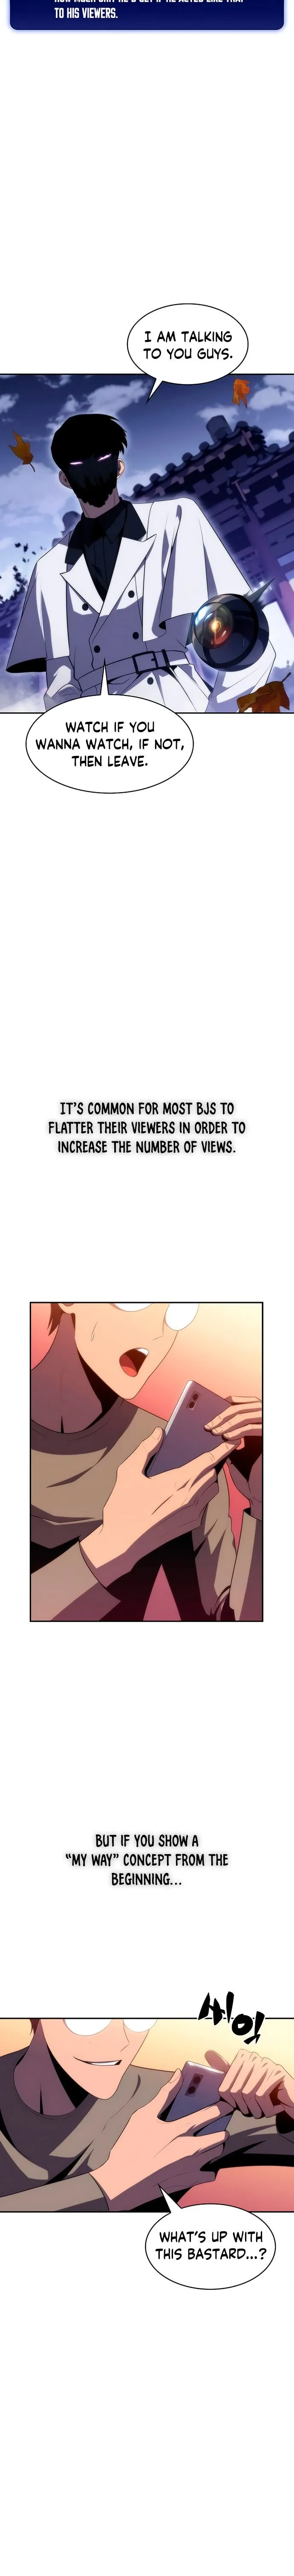 TO HIS VIEWERS.
I AM TALKING
TO YOU GUYS.
WATCH IF YOU
WANNA WATCH, IF NOT,
THEN LEAVE.
IT'S COMMON FOR MOST BJS TO
FLATTER THEIR VIEWERS IN ORDER TO
INCREASE THE NUMBER OF VIEWS.
BUT IF YOU SHOW A
“MY WAY” CONCEPT FROM THE
BEGINNING...
씨이
WHAT'S UP WITH
THIS BASTARD...?